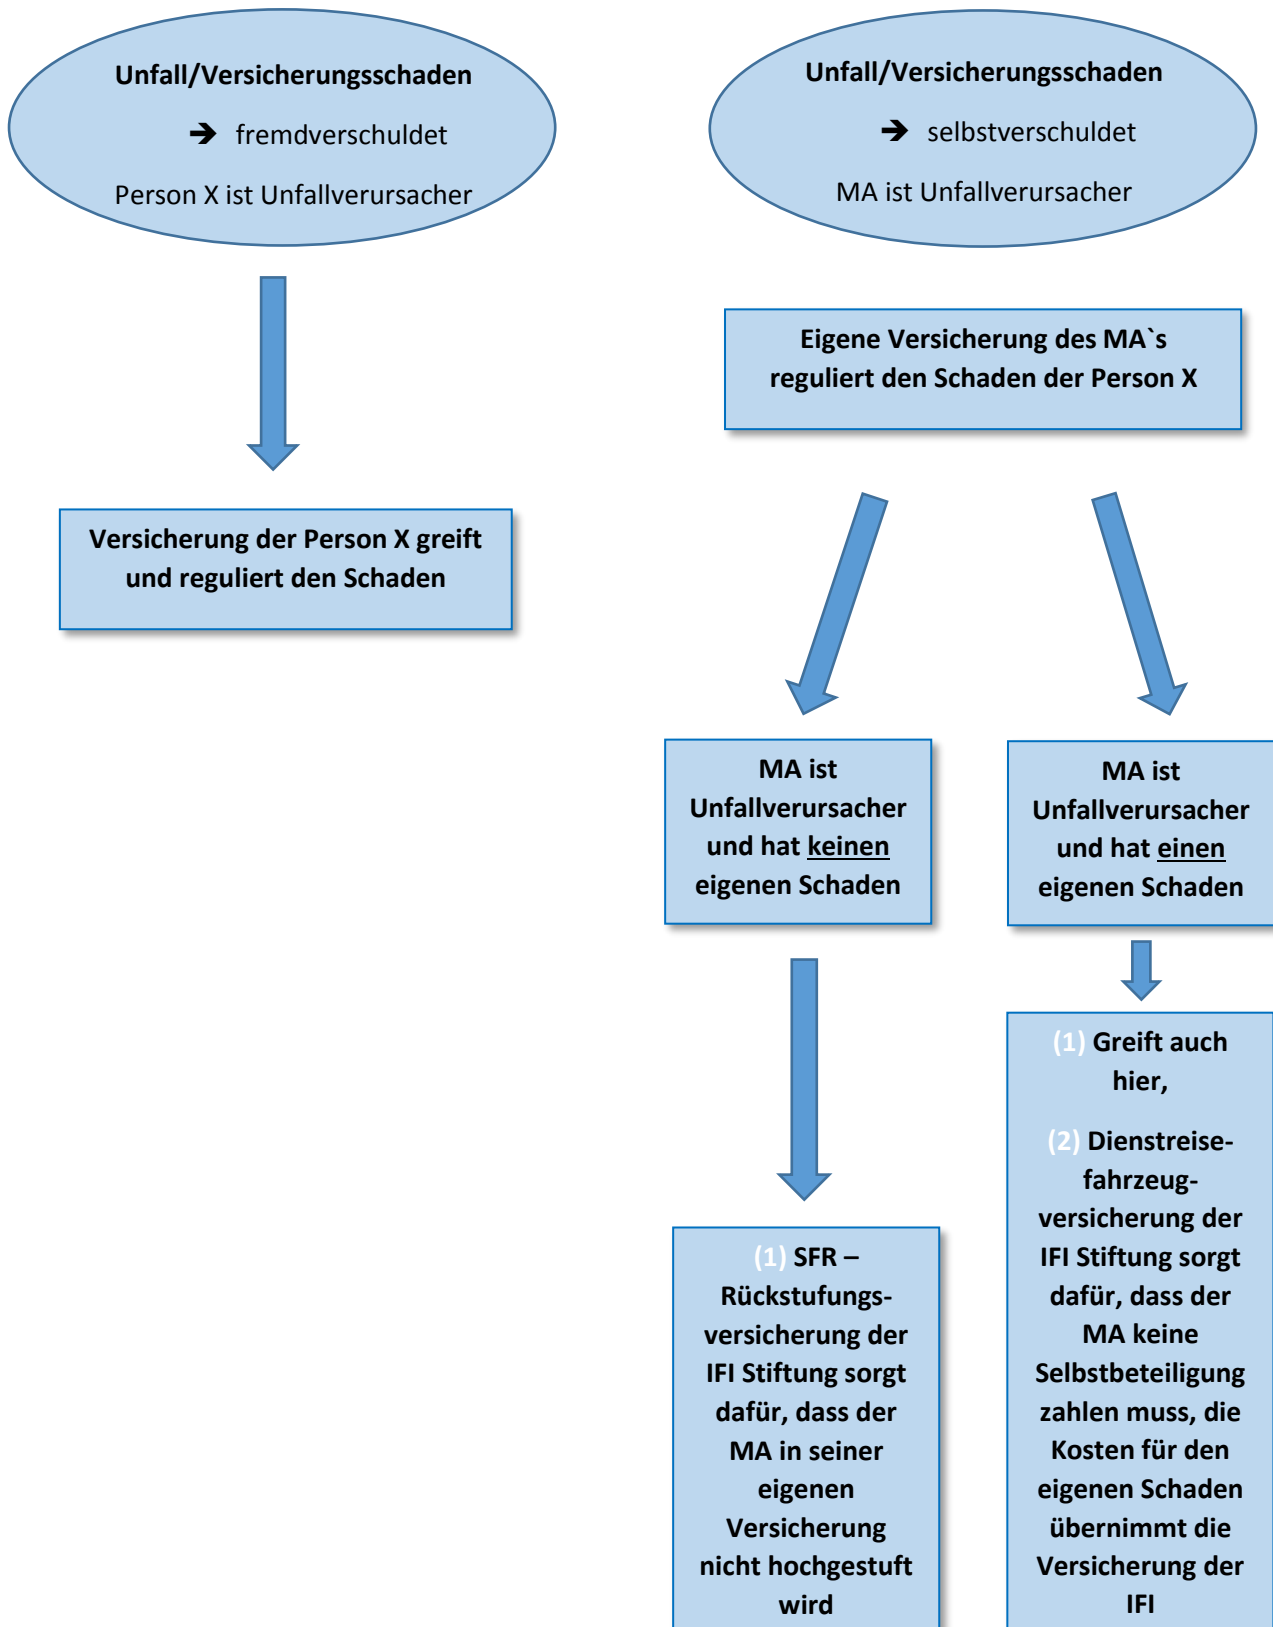 Unfall/Versicherungsschaden
➔ fremdverschuldet
Person X ist Unfallverursacher
Versicherung der Person X greift
und reguliert den Schaden
Unfall/Versicherungsschaden
➔ selbstverschuldet
MA ist Unfallverursacher
Eigene Versicherung des MA`s
reguliert den Schaden der Person X
MA ist
Unfallverursacher
und hat keinen
eigenen Schaden
(1) SFR –
Rückstufungs-
versicherung der
IFI Stiftung sorgt
dafür, dass der
MA in seiner
eigenen
Versicherung
nicht hochgestuft
wird
MA ist
Unfallverursacher
und hat einen
eigenen Schaden
(1) Greift auch
hier,
(2) Dienstreise-
fahrzeug-
versicherung der
IFI Stiftung sorgt
dafür, dass der
MA keine
Selbstbeteiligung
zahlen muss, die
Kosten für den
eigenen Schaden
übernimmt die
Versicherung der
IFI